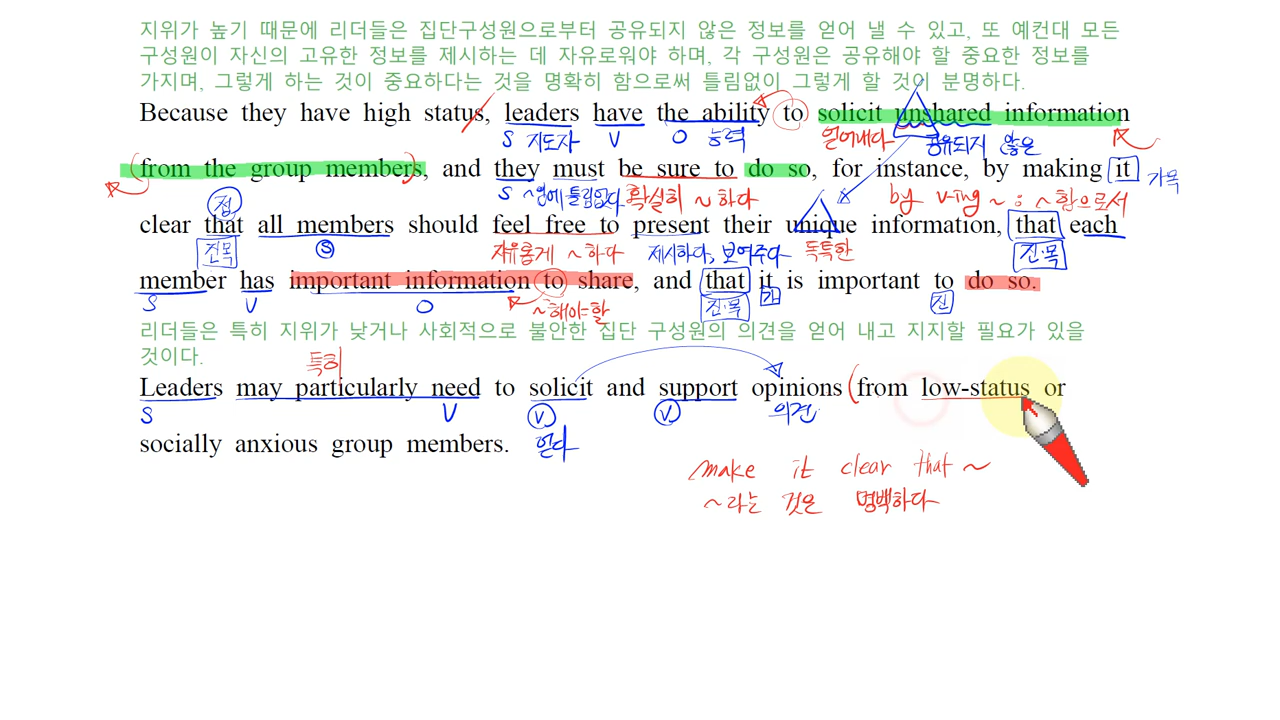 지위가 높기 때문에 리더들은 집단구성원으로부터 공유되지 않은 정보를 얻어 낼 수 있고, 또 예컨대 모든
구성원이 자신의 고유한 정보를 제시하는 데 자유로워야 하며, 각 구성원은 공유해야 할 중요한 정보를
가지며, 그렇게 하는 것이 중요하다는 것을 명확히 함으로써 틀림없이 그렇게 할 것이 분명하다.
Because they have high status, leaders have the ability to solicit unshared information
S 지도자 V O 능력 얻어내다 공유되지 않은
from the group members, and they must be sure to do so, for instance, by making it 가목
S ~임에 틀림없다 확실히 ~ 하다 by v-ing ~ : ~ 함으로서
접
clear that all members should feel free to present their unique information, that each
진목 S 자유롭게 ~ 하다 제시하다, 보여주다 독특한 진·목
member has important information to share, and that it is important to do so.
S V O ~해야할 진·목 가 진
리더들은 특히 지위가 낮거나 사회적으로 불안한 집단 구성원의 의견을 얻어 내고 지지할 필요가 있을
것이다.
특히
Leaders may particularly need to solicit and support opinions (from low-status or
S V V V 의견
socially anxious group members. 얻다
make it clear that ~
~라는 것은 명백하다